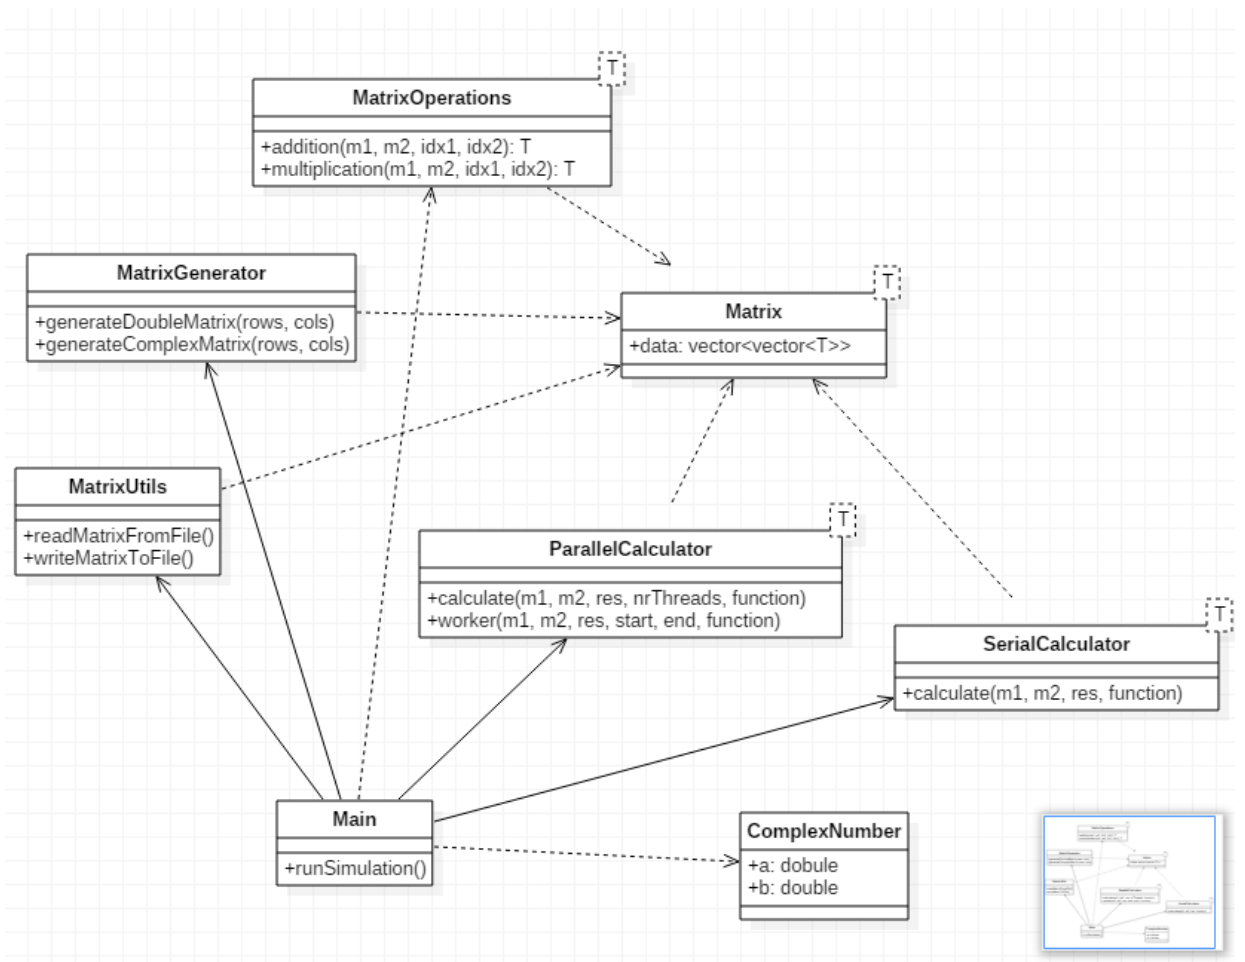 T
MatrixOperations
+addition(m1, m2, idx1, idx2): T
+multiplication(m1, m2, idx1, idx2): T
MatrixGenerator
+generateDoubleMatrix(rows, cols)
+generateComplexMatrix(rows, cols)
T
Matrix
+data: vector<vector<T>>
MatrixUtils
+readMatrixFromFile()
+writeMatrixToFile()
T
ParallelCalculator
+calculate(m1, m2, res, nrThreads, function)
+worker(m1, m2, res, start, end, function)
T
SerialCalculator
+calculate(m1, m2, res, function)
Main
+runSimulation()
ComplexNumber
+a: dobule
+b: double